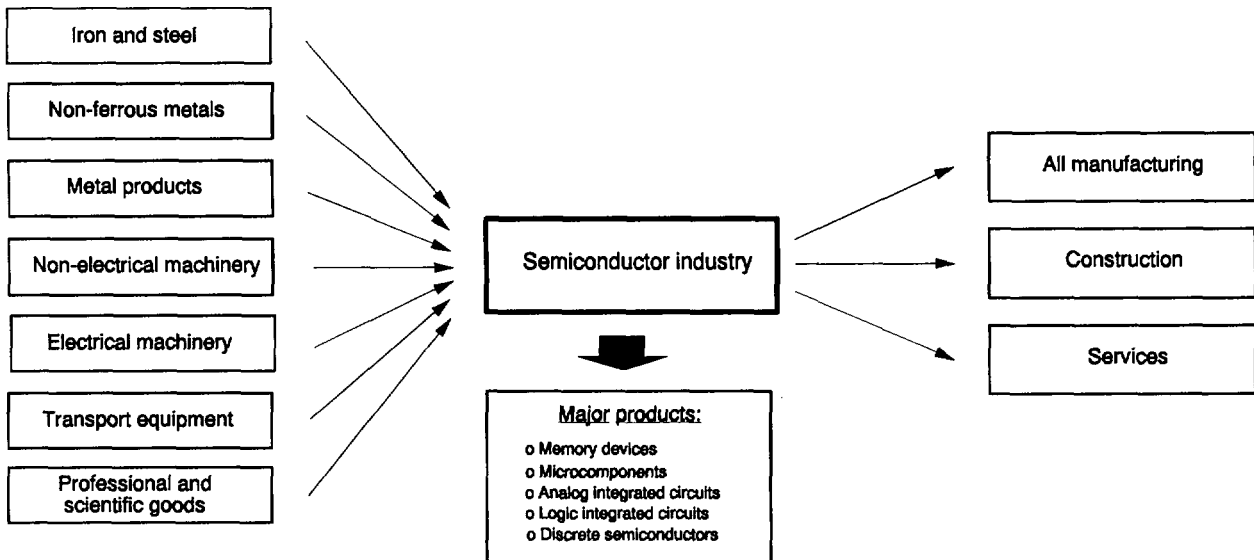 Iron and steel
Non-ferrous metals
Metal products
Non-electrical machinery
Electrical machinery
Transport equipment
Professional and
scientific goods
Semiconductor industry
Major products:
o Memory devices
o Microcomponents
o Analog integrated circuits
o Logic integrated circuits
o Discrete semiconductors
All manufacturing
Construction
Services